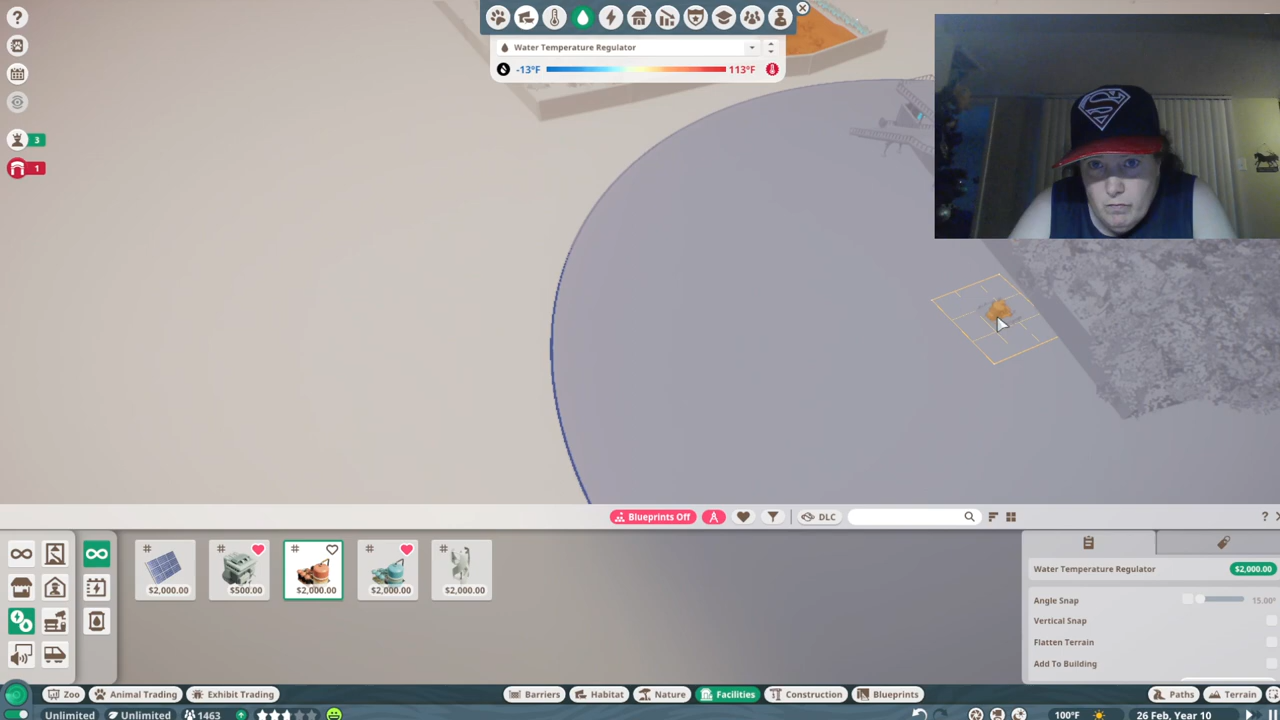 ?
Water Temperature Regulator
-13°F
113°F
3
1
Blueprints Off
DLC
?
$2,000.00
$500.00
$2,000.00
$2,000.00
$2,000.00
Water Temperature Regulator
$2,000.00
Angle Snap
15.00°
Vertical Snap
Flatten Terrain
Add To Building
Zoo
Animal Trading
Exhibit Trading
Barriers
Habitat
Nature
Facilities
Construction
Blueprints
Paths
Terrain
Unlimited
Unlimited
1463
100°F
26 Feb, Year 10